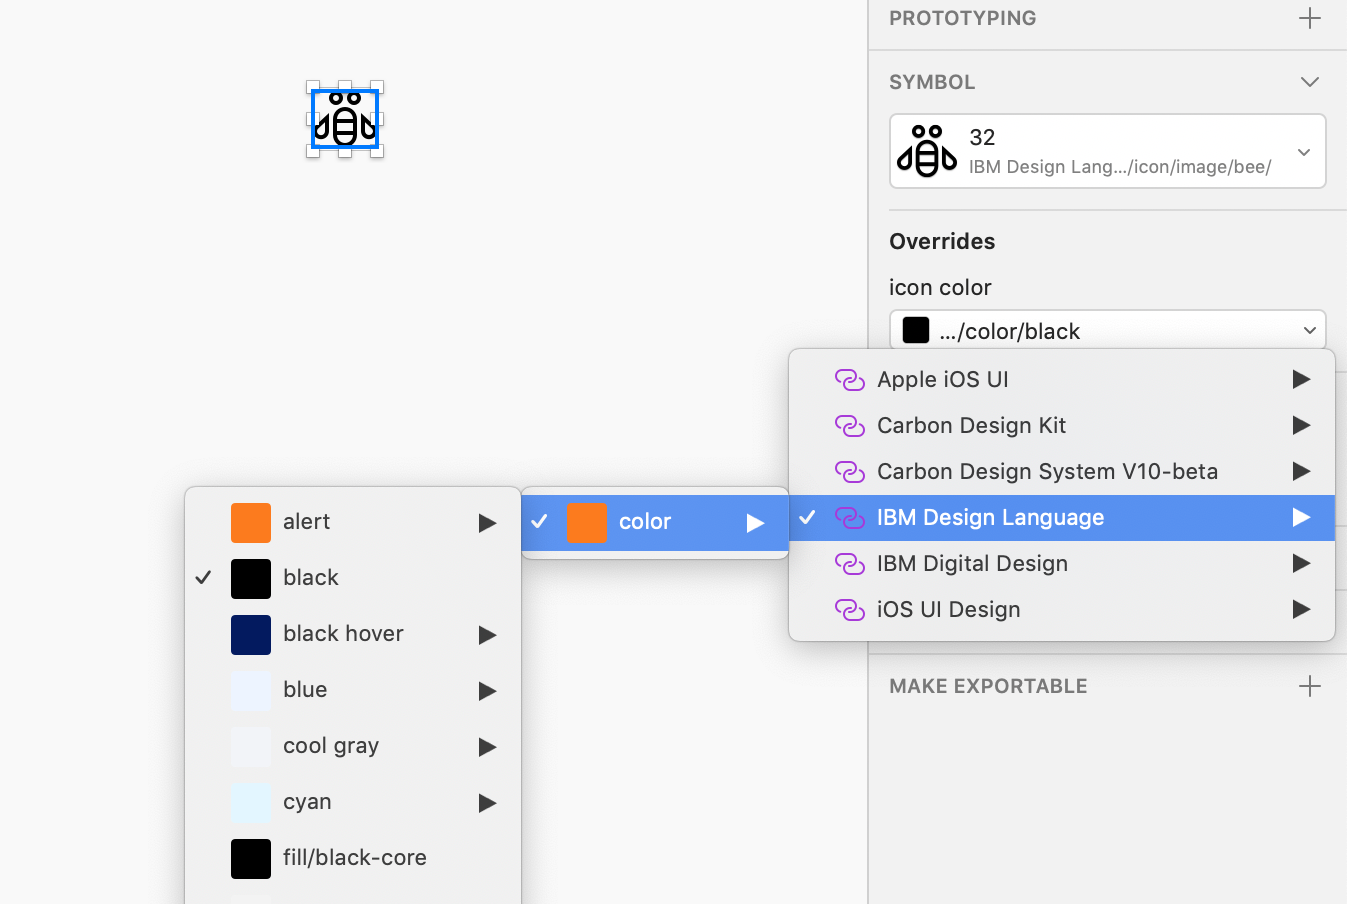 PROTOTYPING
SYMBOL
32
IBM Design Lang.../icon/image/bee/
Overrides
icon color
.../color/black
Apple iOS UI
Carbon Design Kit
Carbon Design System V10-beta
IBM Design Language
IBM Digital Design
iOS UI Design
color
alert
black
black hover
blue
cool gray
cyan
fill/black-core
MAKE EXPORTABLE